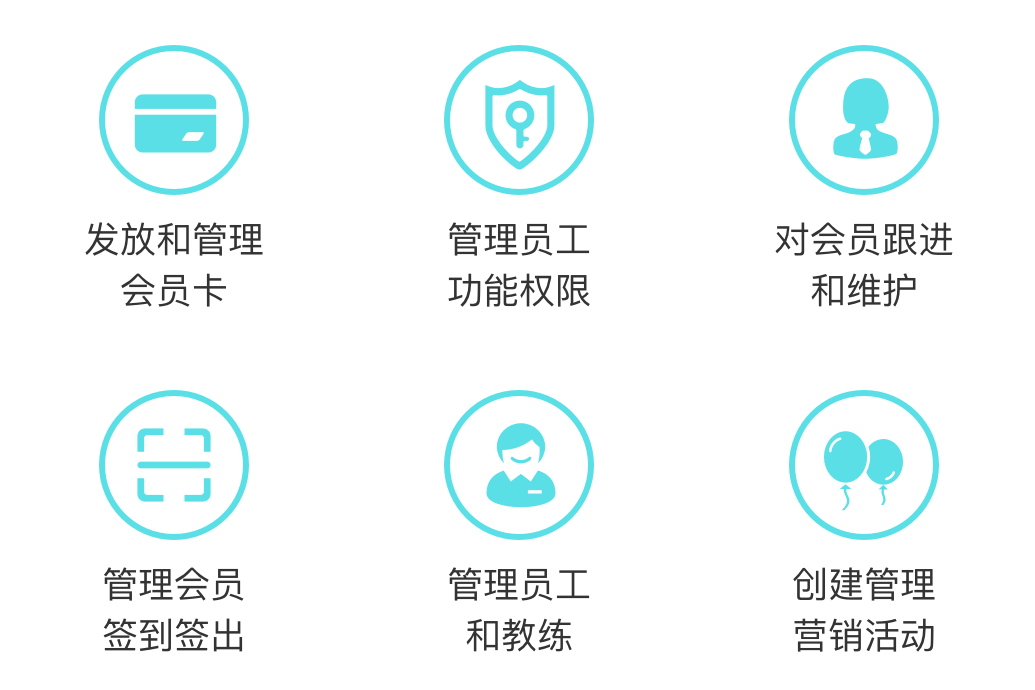 发放和管理
会员卡
管理员工
功能权限
对会员跟进
和维护
管理会员
签到签出
管理员工
和教练
创建管理
营销活动